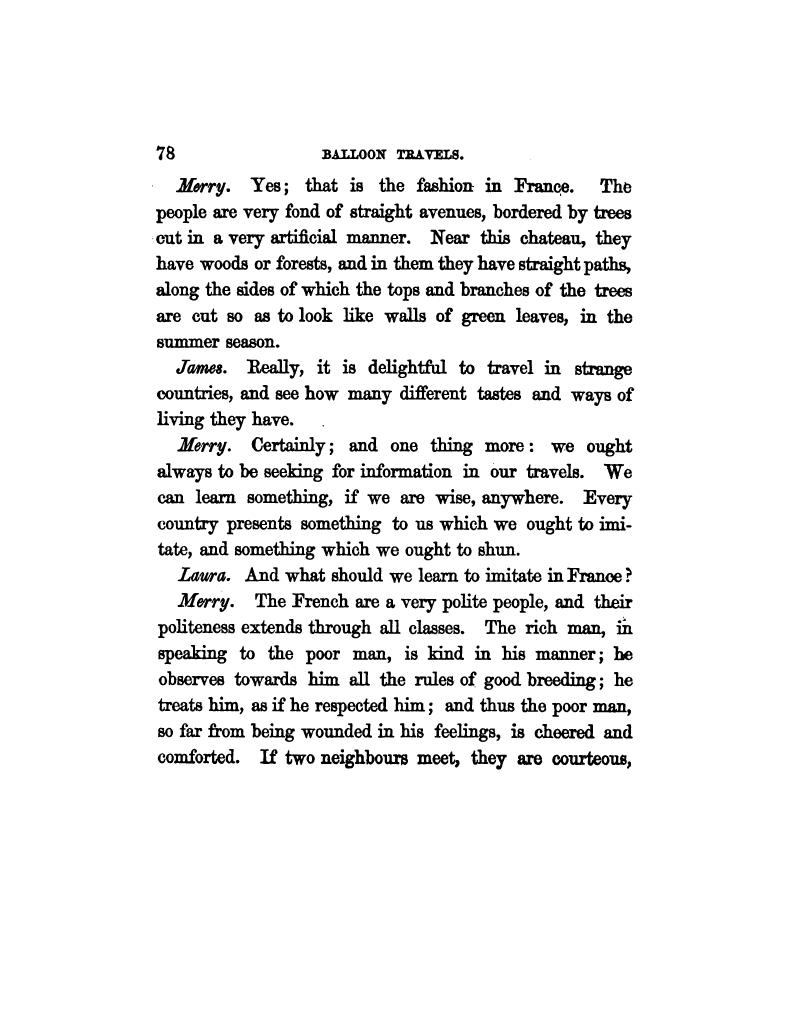 78 BALLOON TRAVELS.
Merry. Yes; that is the fashion in France. The
people are very fond of straight avenues, bordered by trees
cut in a very artificial manner. Near this chateau, they
have woods or forests, and in them they have straight paths,
along the sides of which the tops and branches of the trees
are cut so as to look like walls of green leaves, in the
summer season.
James. Really, it is delightful to travel in strange
countries, and see how many different tastes and ways of
living they have.
Merry. Certainly; and one thing more: we ought
always to be seeking for information in our travels. We
can learn something, if we are wise, anywhere. Every
country presents something to us which we ought to imi-
tate, and something which we ought to shun.
Laura. And what should we learn to imitate in France?
Merry. The French are a very polite people, and their
politeness extends through all classes. The rich man, in
speaking to the poor man, is kind in his manner; he
observes towards him all the rules of good breeding; he
treats him, as if he respected him; and thus the poor man,
so far from being wounded in his feelings, is cheered and
comforted. If two neighbours meet, they are courteous,